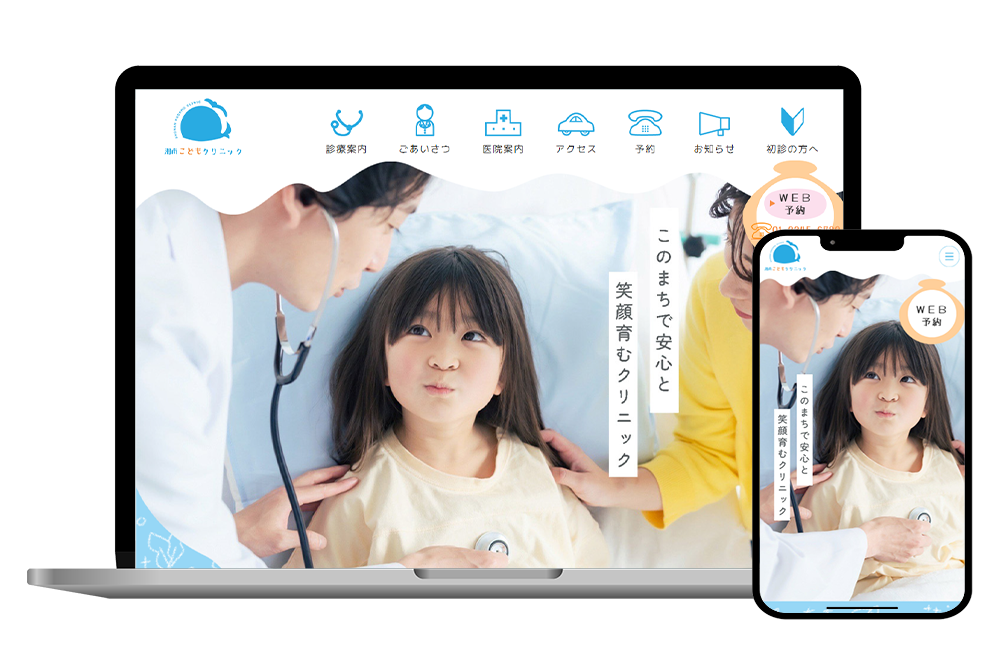 こどもクリニック
診療案内
ごあいさつ
医院案内
アクセス
予約
お知らせ
初診の方へ
WEB
予約
このまちで安心と
笑顔育むクリニック
こどもクリニック
WEB
予約
このまちで安心と
笑顔育むクリニック